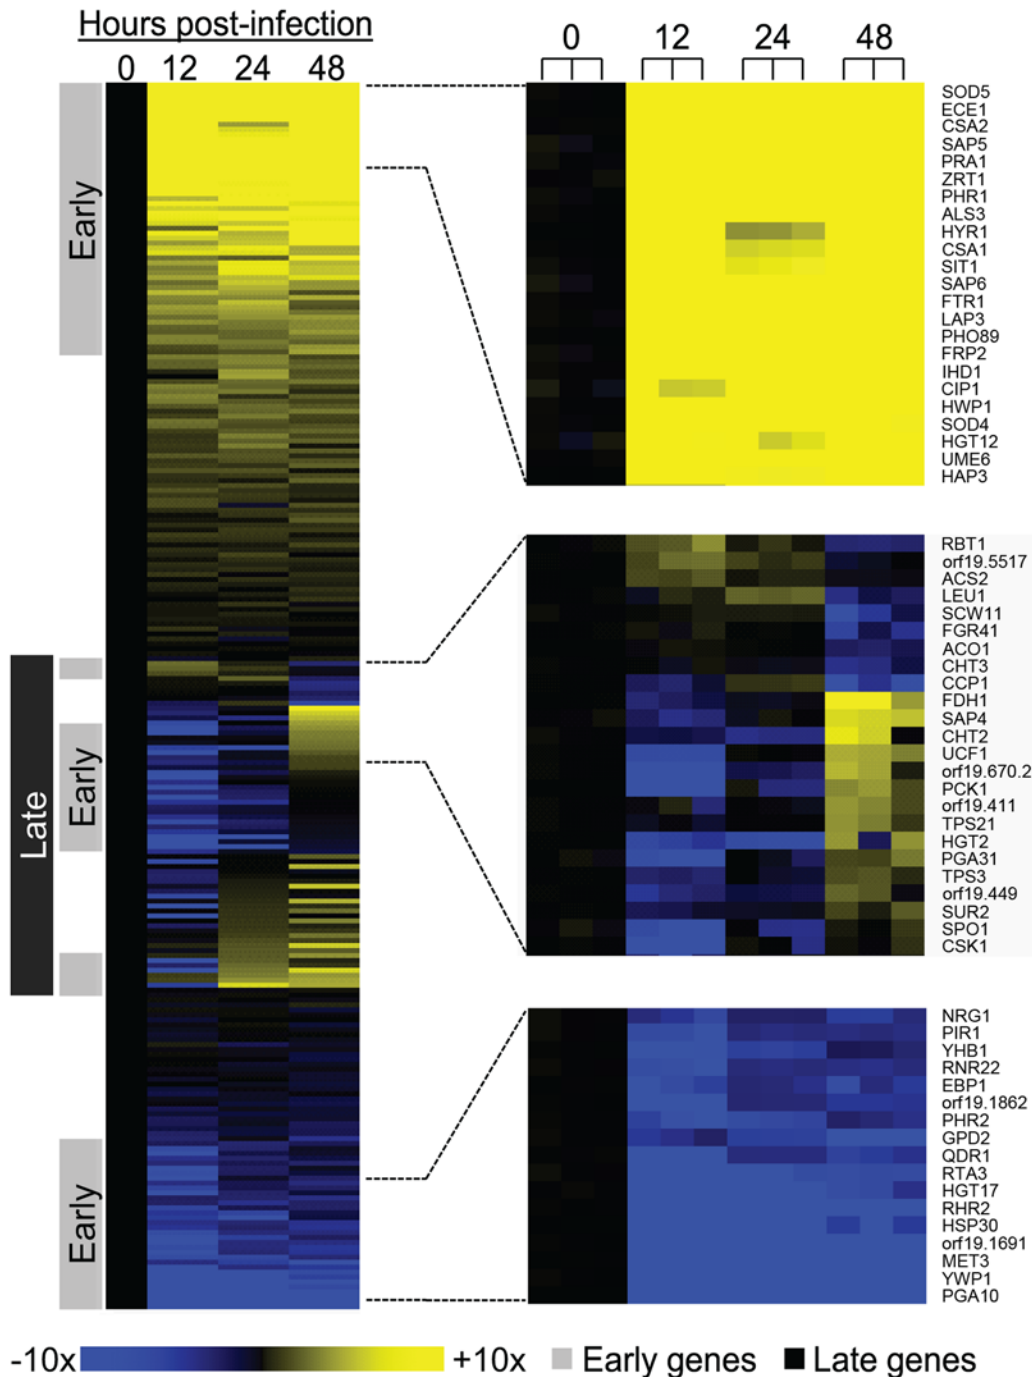 Hours post-infection
0 12 24 48
0 12 24 48
Early
Late
Early
Early
SOD5
ECE1
CSA2
SAP5
PRA1
ZRT1
PHR1
ALS3
HYR1
CSA1
SIT1
SAP6
FTR1
LAP3
PHO89
FRP2
IHD1
CIP1
HWP1
SOD4
HGT12
UME6
HAP3
RBT1
orf19.5517
ACS2
LEU1
SCW11
FGR41
ACO1
CHT3
CCP1
FDH1
SAP4
CHT2
UCF1
orf19.670.2
PCK1
orf19.411
TPS21
HGT2
PGA31
TPS3
orf19.449
SUR2
SPO1
CSK1
NRG1
PIR1
YHB1
RNR22
EBP1
orf19.1862
PHR2
GPD2
QDR1
RTA3
HGT17
RHR2
HSP30
orf19.1691
MET3
YWP1
PGA10
-10x +10x Early genes Late genes